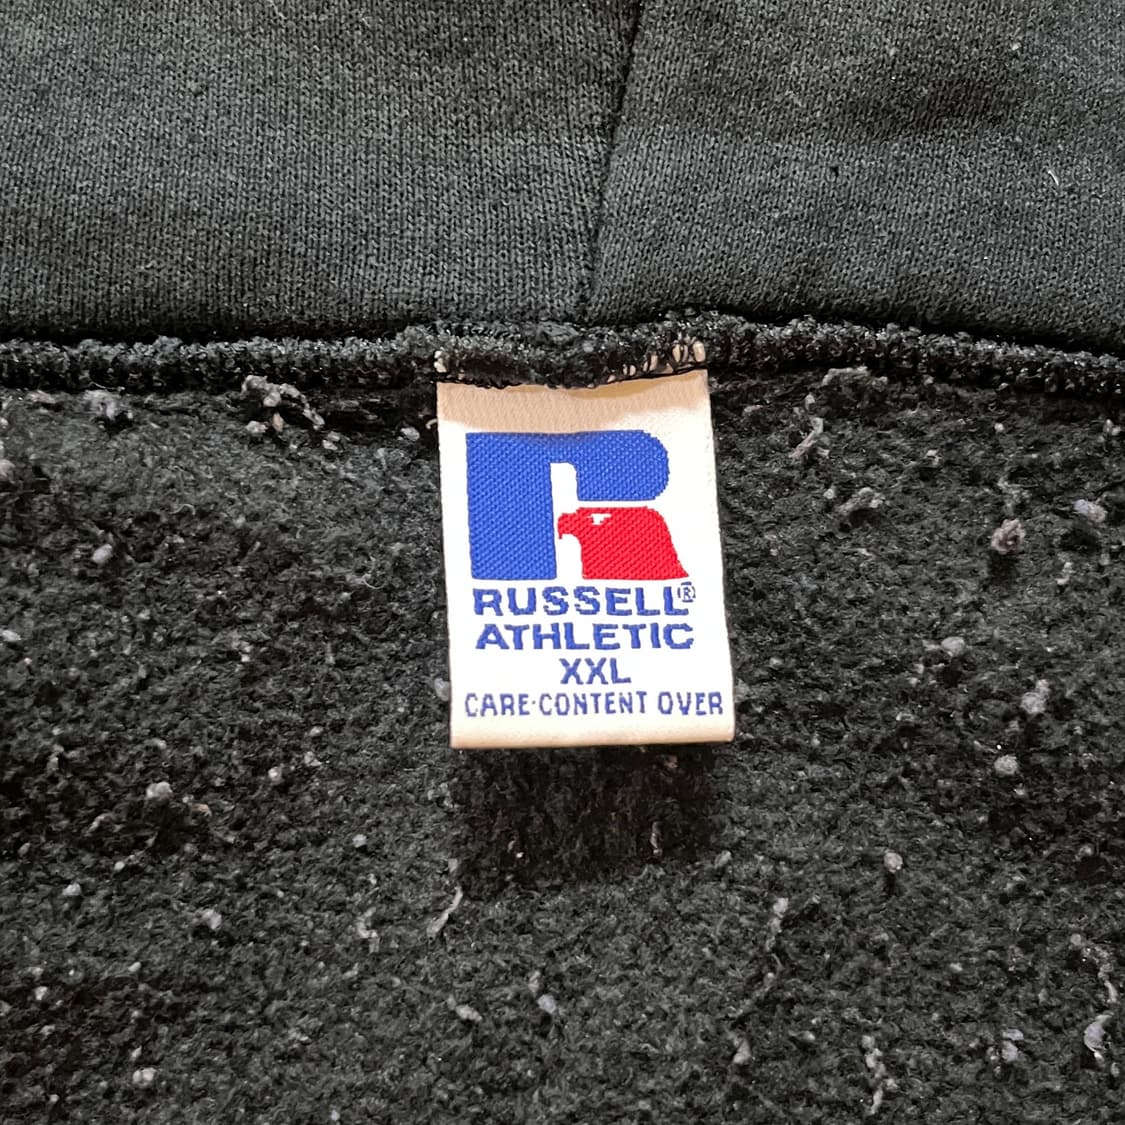 RUSSELL®
ATHLETIC
XXL
CARE·CONTENT OVER